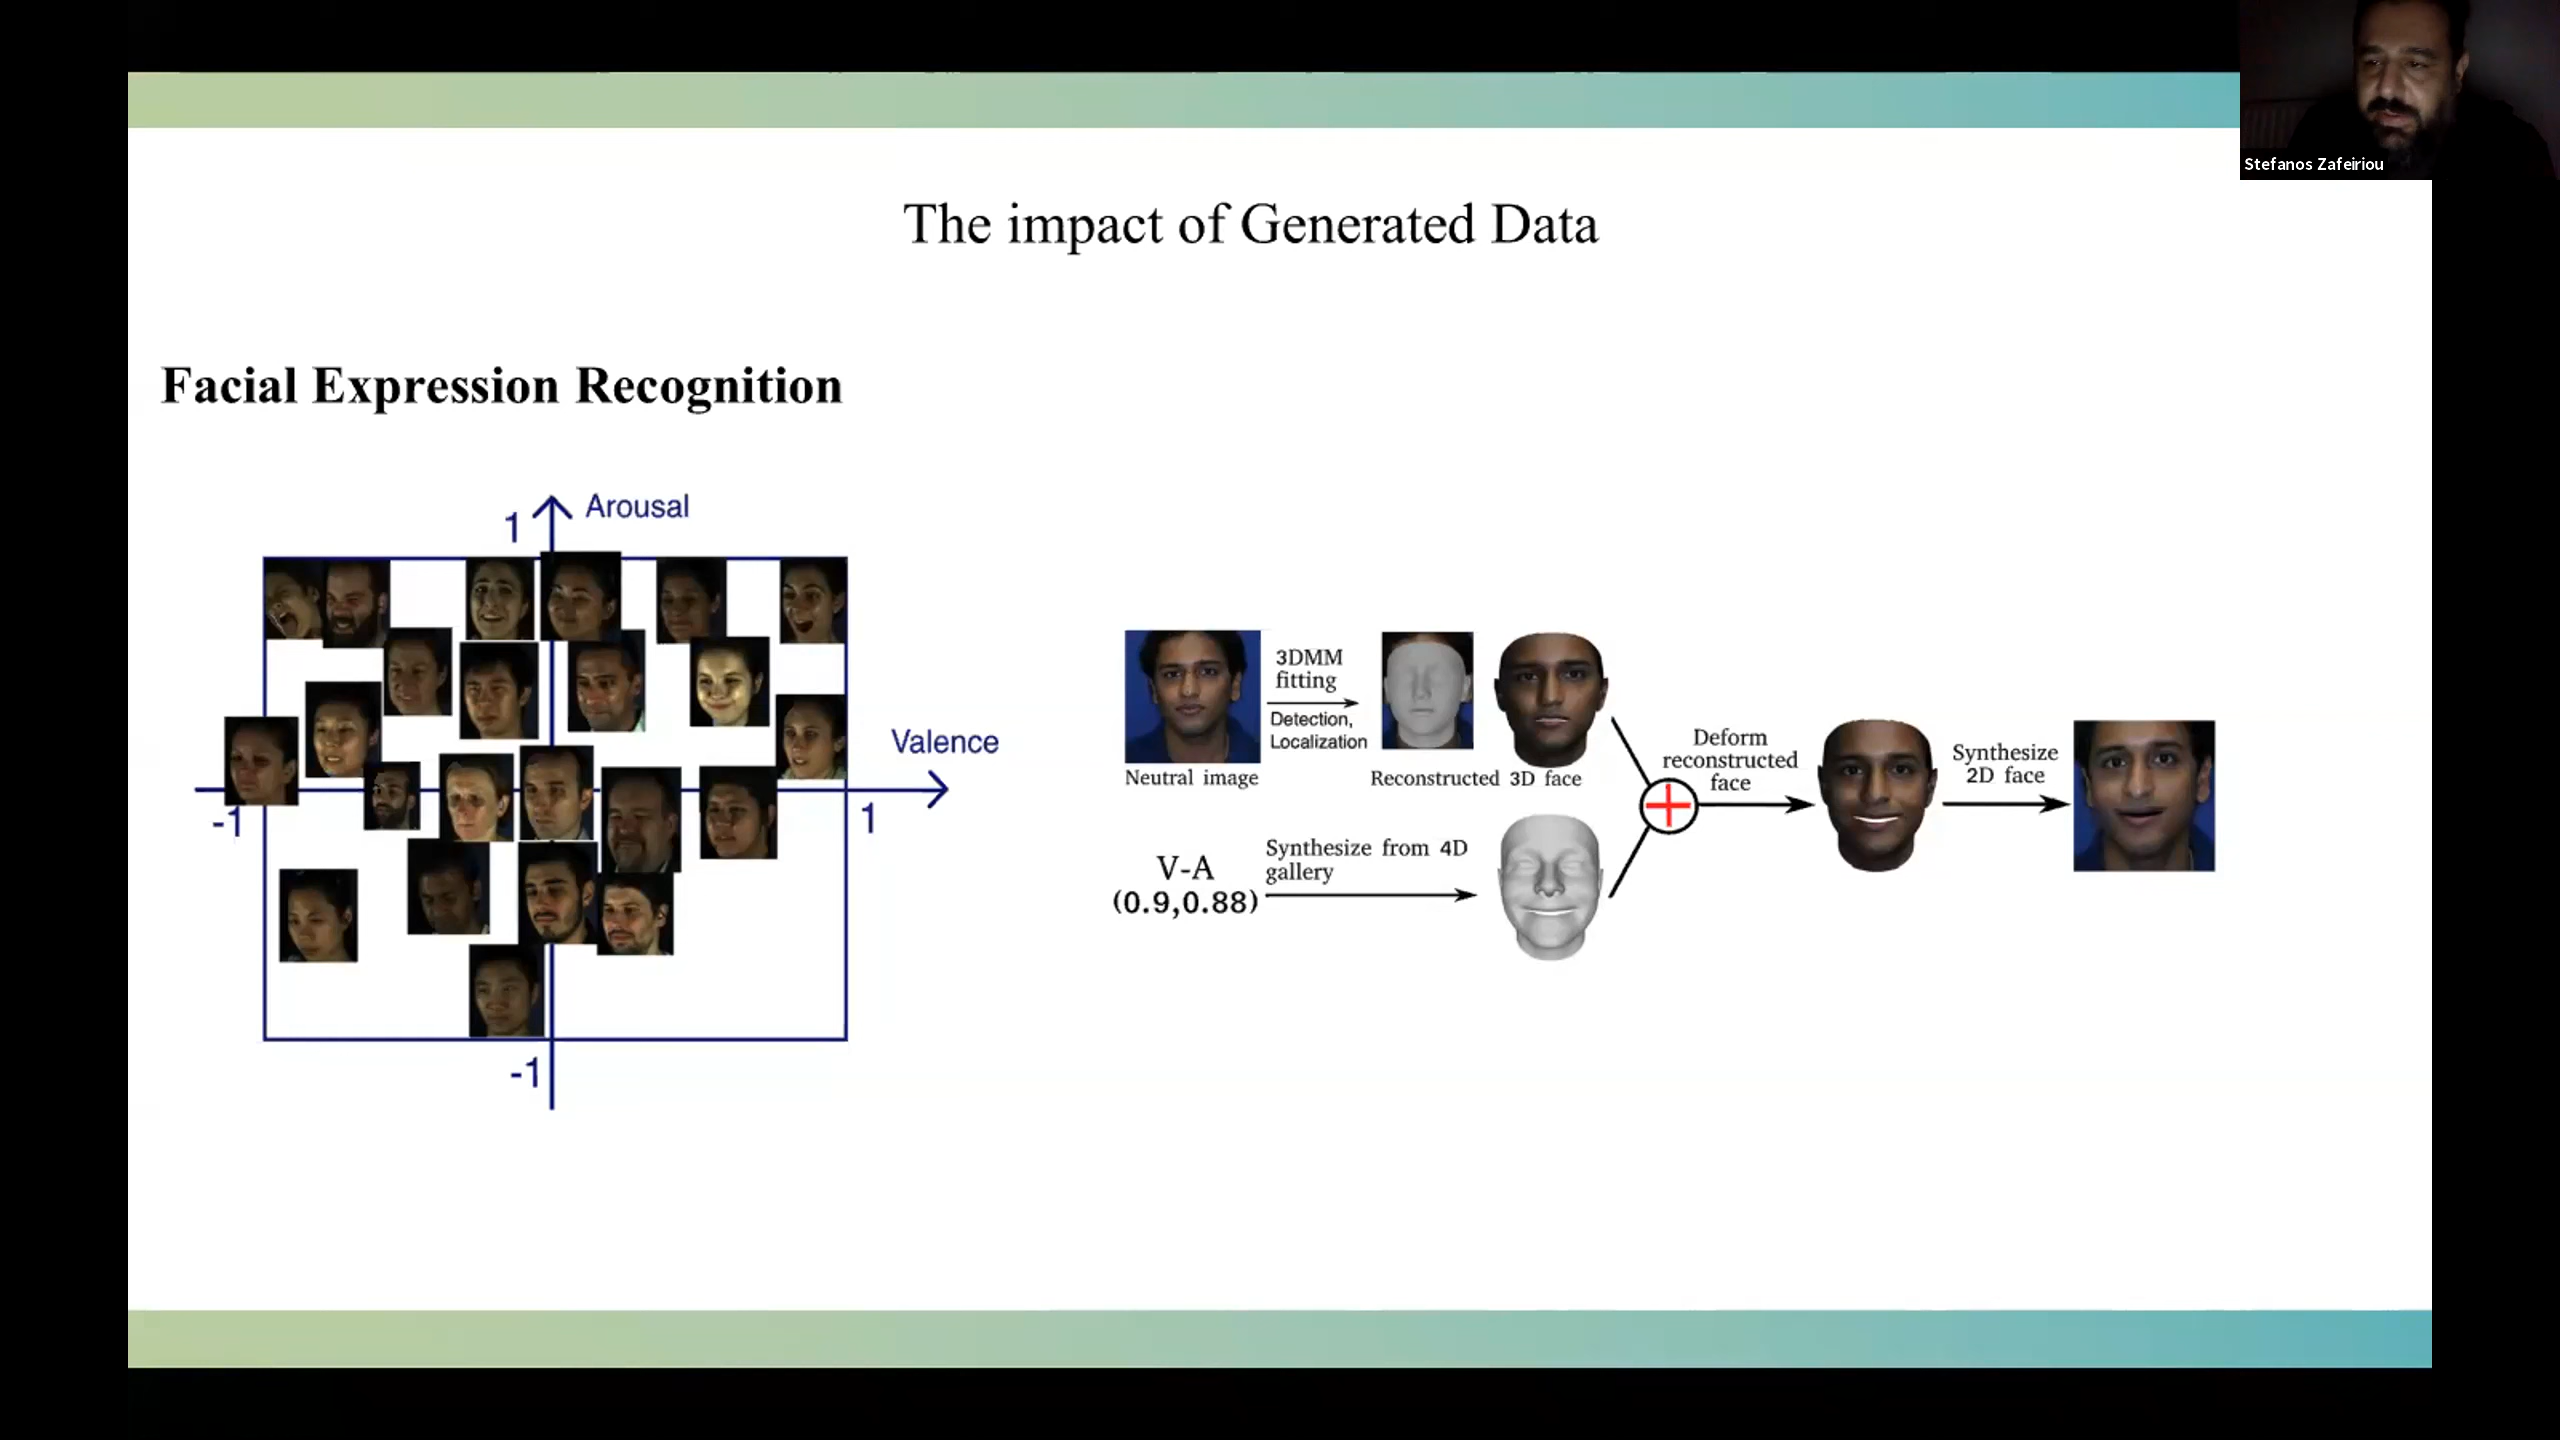 Stefanos Zafeiriou
The impact of Generated Data
Facial Expression Recognition
1
Arousal
Valence
-1
1
-1
3DMM
fitting
Detection,
Localization
Neutral image
Reconstructed 3D face
V-A
(0.9,0.88)
Synthesize from 4D
gallery
Deform
reconstructed
face
Synthesize
2D face